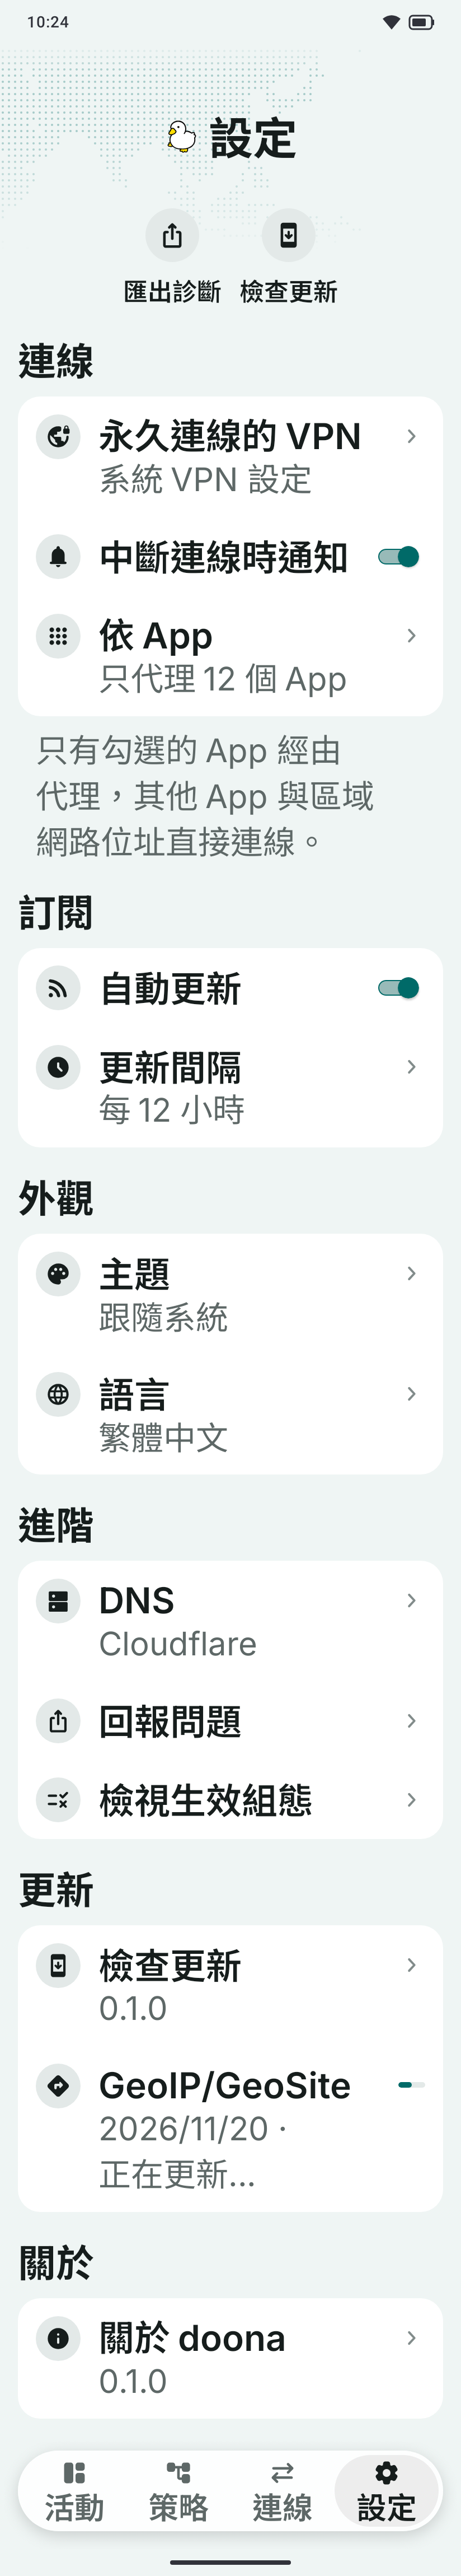 10:24
設定
匯出診斷
檢查更新
連線
永久連線的 VPN
系統 VPN 設定
中斷連線時通知
依 App
只代理 12 個 App
只有勾選的 App 經由
代理，其他 App 與區域
網路位址直接連線。
訂閱
自動更新
更新間隔
每 12 小時
外觀
主題
跟隨系統
語言
繁體中文
進階
DNS
Cloudflare
回報問題
檢視生效組態
更新
檢查更新
0.1.0
GeoIP/GeoSite
2026/11/20 ·
正在更新…
關於
關於 doona
0.1.0
活動
策略
連線
設定